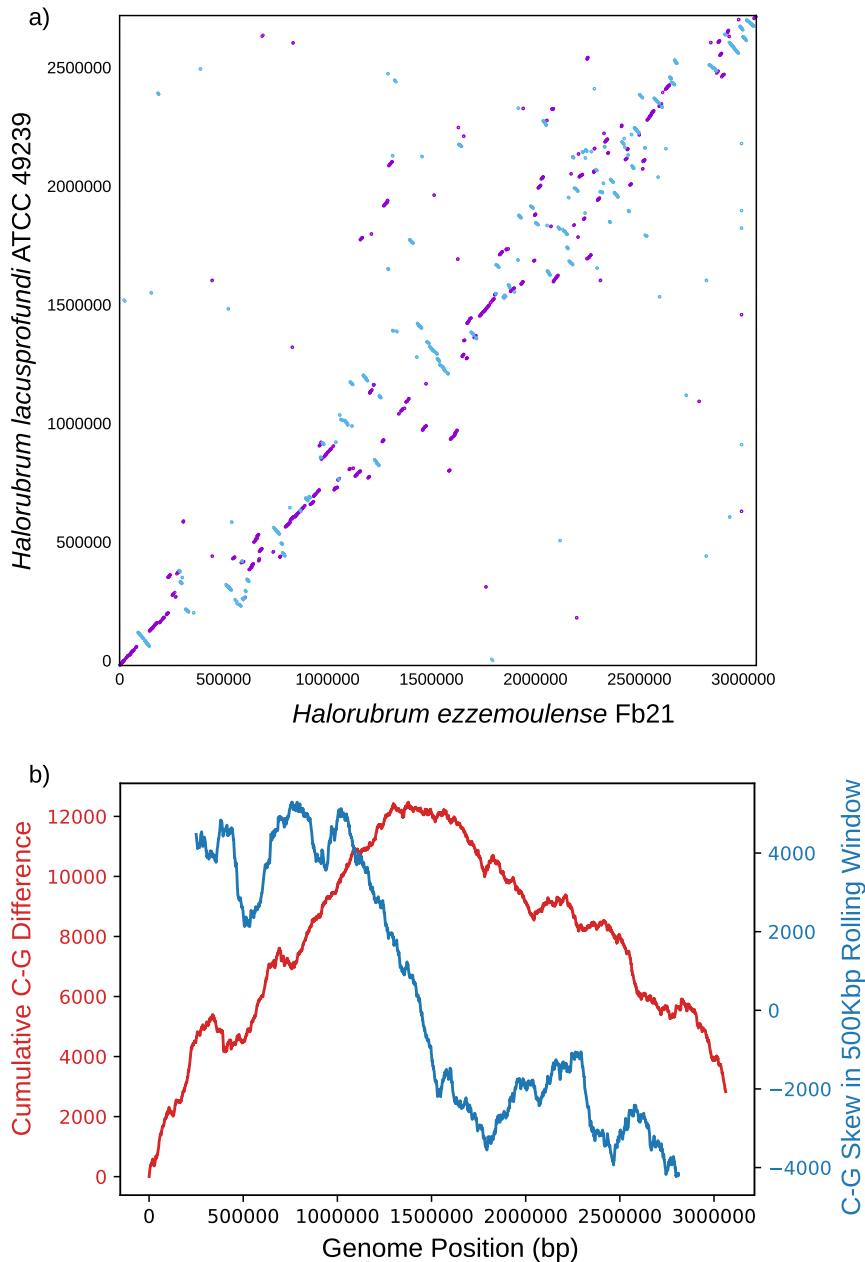 a)
2500000
2000000
1500000
1000000
500000
0
Halorubrum lacusprofundi ATCC 49239
0 500000 1000000 1500000 2000000 2500000 3000000
Halorubrum ezzemoulense Fb21
b)
12000
10000
8000
6000
4000
2000
0
Cumulative C-G Difference
4000
2000
0
−2000
−4000
C-G Skew in 500Kbp Rolling Window
0 500000 1000000 1500000 2000000 2500000 3000000
Genome Position (bp)